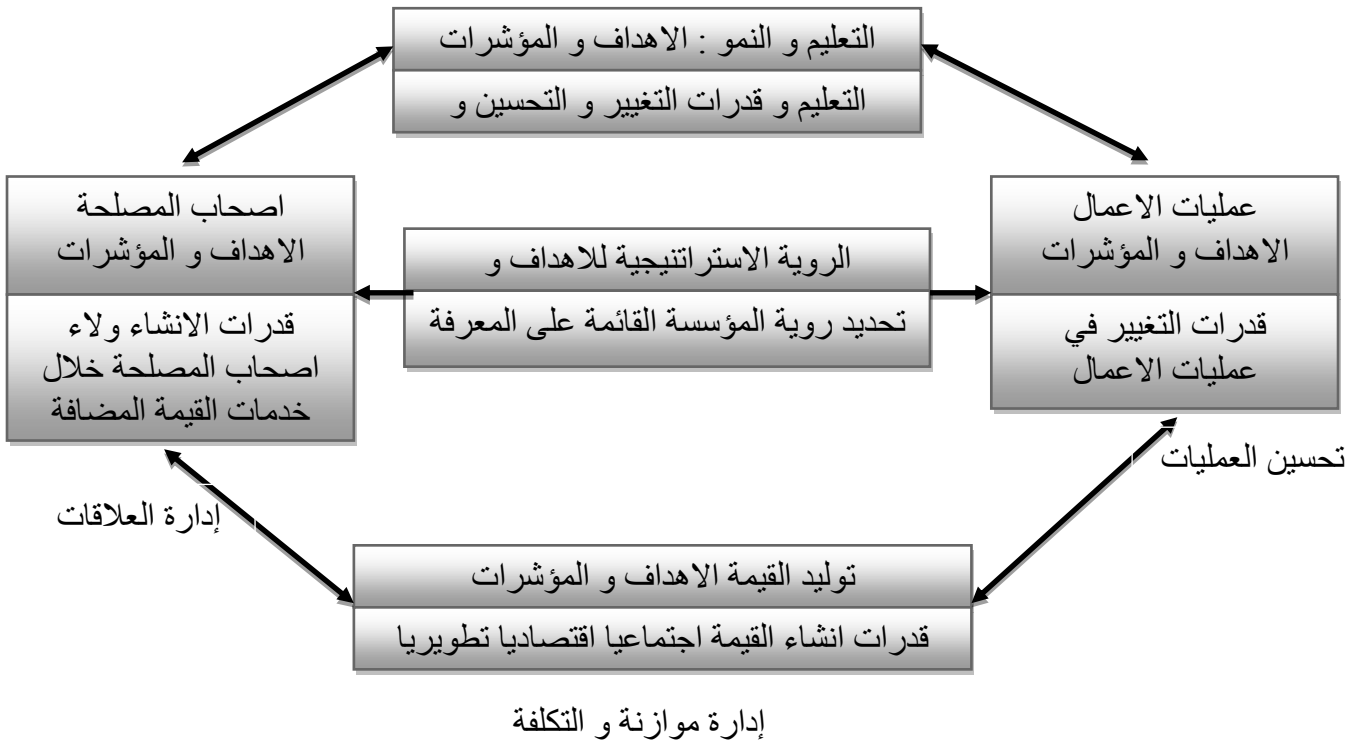 التعليم و النمو : الاهداف و المؤشرات
التعليم و قدرات التغيير و التحسين و
عمليات الاعمال
الاهداف و المؤشرات
قدرات التغيير في
عمليات الاعمال
الروية الاستراتنيجية للاهداف و
تحديد روية المؤسسة القائمة على المعرفة
اصحاب المصلحة
الاهداف و المؤشرات
قدرات الانشاء ولاء
اصحاب المصلحة خلال
خدمات القيمة المضافة
تحسين العمليات
إدارة العلاقات
توليد القيمة الاهداف و المؤشرات
قدرات انشاء القيمة اجتماعيا اقتصاديا تطويريا
إدارة موازنة و التكلفة